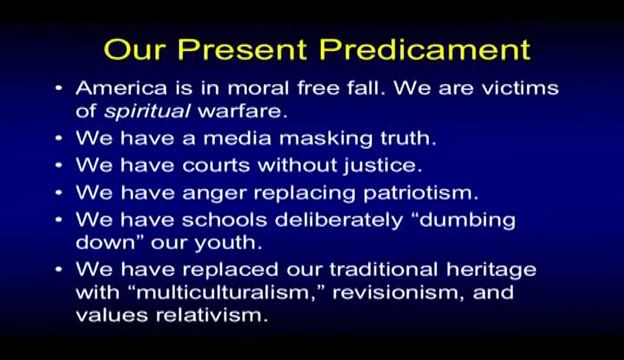 Our Present Predicament
• America is in moral free fall. We are victims
of spiritual warfare.
• We have a media masking truth.
• We have courts without justice.
• We have anger replacing patriotism.
• We have schools deliberately “dumbing
down” our youth.
• We have replaced our traditional heritage
with “multiculturalism,” revisionism, and
values relativism.